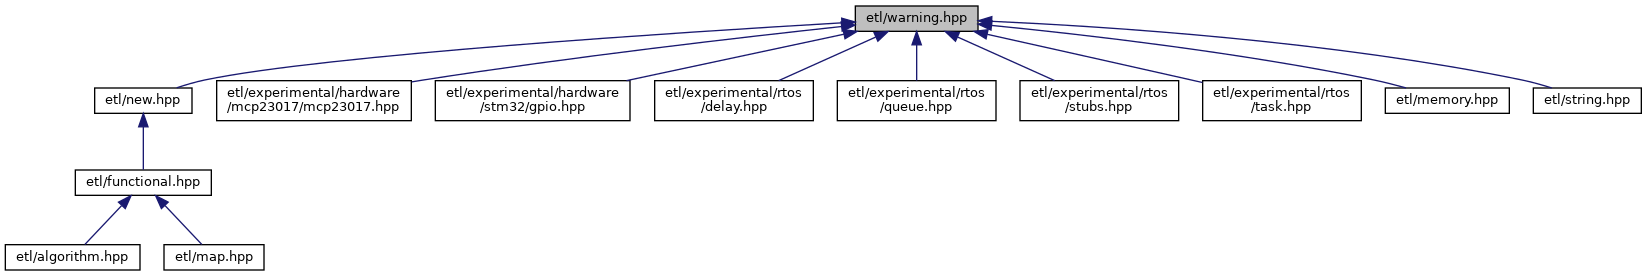 etl/warning.hpp
etl/new.hpp
etl/experimental/hardware
/mcp23017/mcp23017.hpp
etl/experimental/hardware
/stm32/gpio.hpp
etl/experimental/rtos
/delay.hpp
etl/experimental/rtos
/queue.hpp
etl/experimental/rtos
/stubs.hpp
etl/experimental/rtos
/task.hpp
etl/memory.hpp
etl/string.hpp
etl/functional.hpp
etl/algorithm.hpp
etl/map.hpp